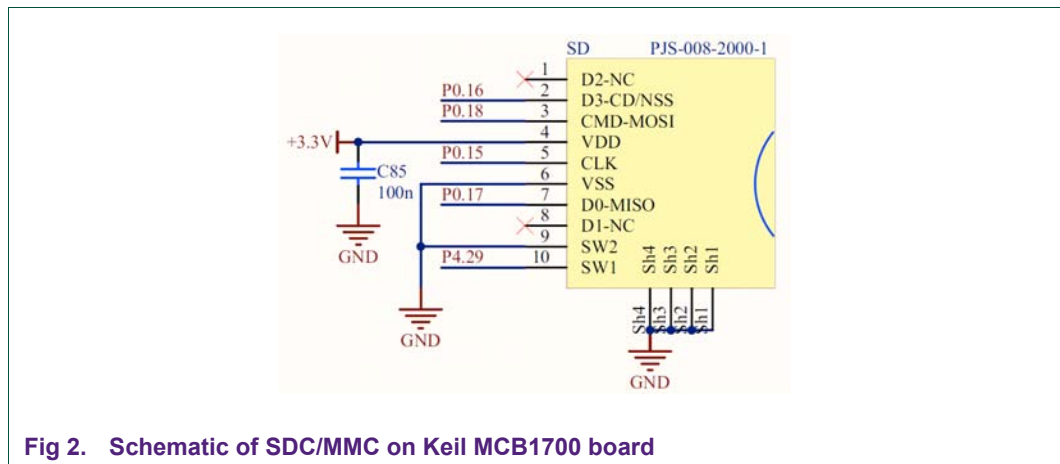 SD PJS-008-2000-1
1 D2-NC
P0.16 2 D3-CD/NSS
P0.18 3 CMD-MOSI
+3.3V 4 VDD
P0.15 5 CLK
C85 6 VSS
100n P0.17 7 D0-MISO
8 D1-NC
GND 9 SW2
P4.29 10 SW1
Sh4 Sh3 Sh2 Sh1
Sh4 Sh3 Sh2 Sh1
GND
GND
Fig 2. Schematic of SDC/MMC on Keil MCB1700 board